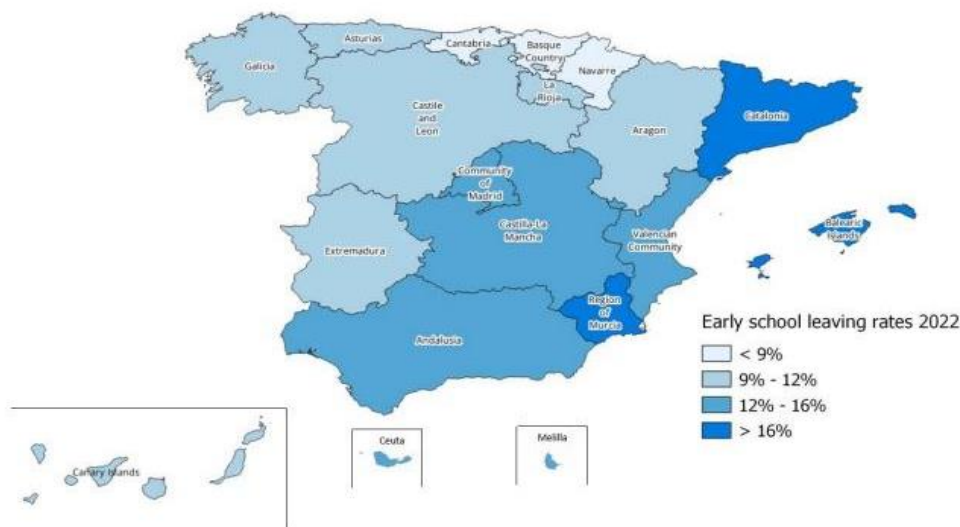 Asturias
Cantabria
Basque
Country
Navarre
Galicia
La
Rioja
Castile
and
Leon
Aragon
Catalonia
Community
of
Madrid
Castilla-La
Mancha
Valencian
Community
Balearic
Islands
Extremadura
Region
of
Murcia
Andalusia
Early school leaving rates 2022
< 9%
9% - 12%
12% - 16%
> 16%
Canary Islands
Ceuta
Melilla